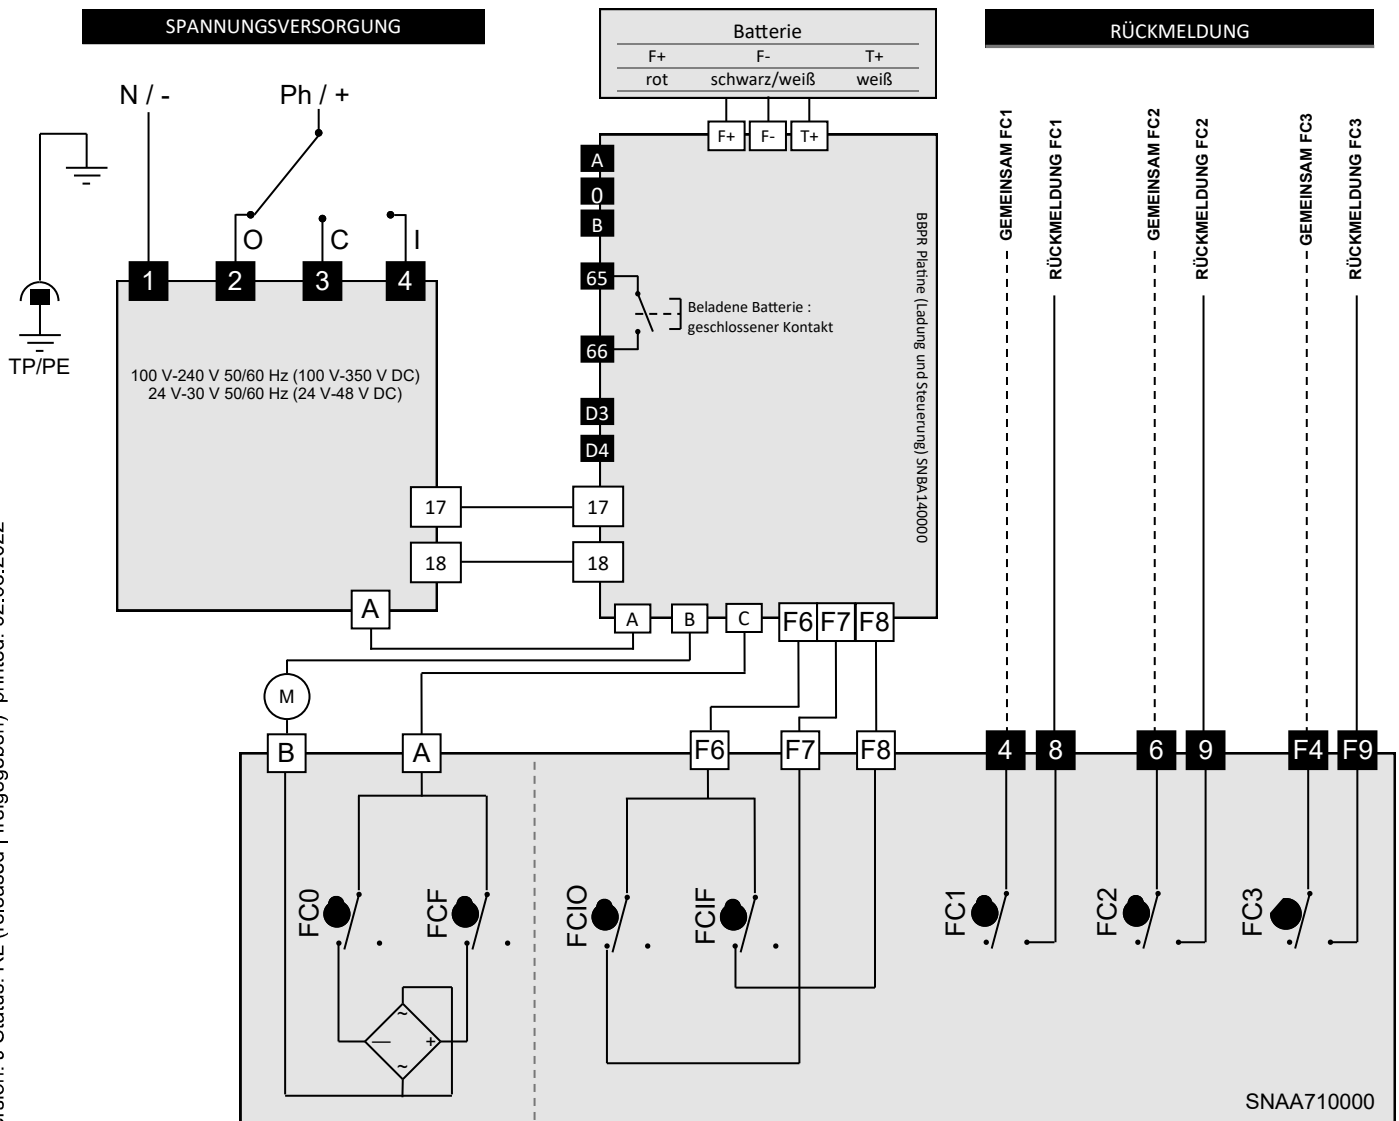 SPANNUNGSVERSORGUNG
N / -
Ph / +
O
C
I
1
2
3
4
TP/PE
100 V-240 V 50/60 Hz (100 V-350 V DC)
24 V-30 V 50/60 Hz (24 V-48 V DC)
17
18
A
Batterie
F+ F- T+
rot schwarz/weiß weiß
F+ F- T+
A
0
B
65
66
Beladene Batterie :
geschlossener Kontakt
D3
D4
17
18
BBPR Platine (Ladung und Steuerung) SNBA140000
A B C F6 F7 F8
RÜCKMELDUNG
GEMEINSAM FC1
RÜCKMELDUNG FC1
GEMEINSAM FC2
RÜCKMELDUNG FC2
GEMEINSAM FC3
RÜCKMELDUNG FC3
M
B A F6 F7 F8 4 8 6 9 F4 F9
FC0
FCF
FCIO
FCIF
FC1
FC2
FC3
~
— +
~
SNAA710000